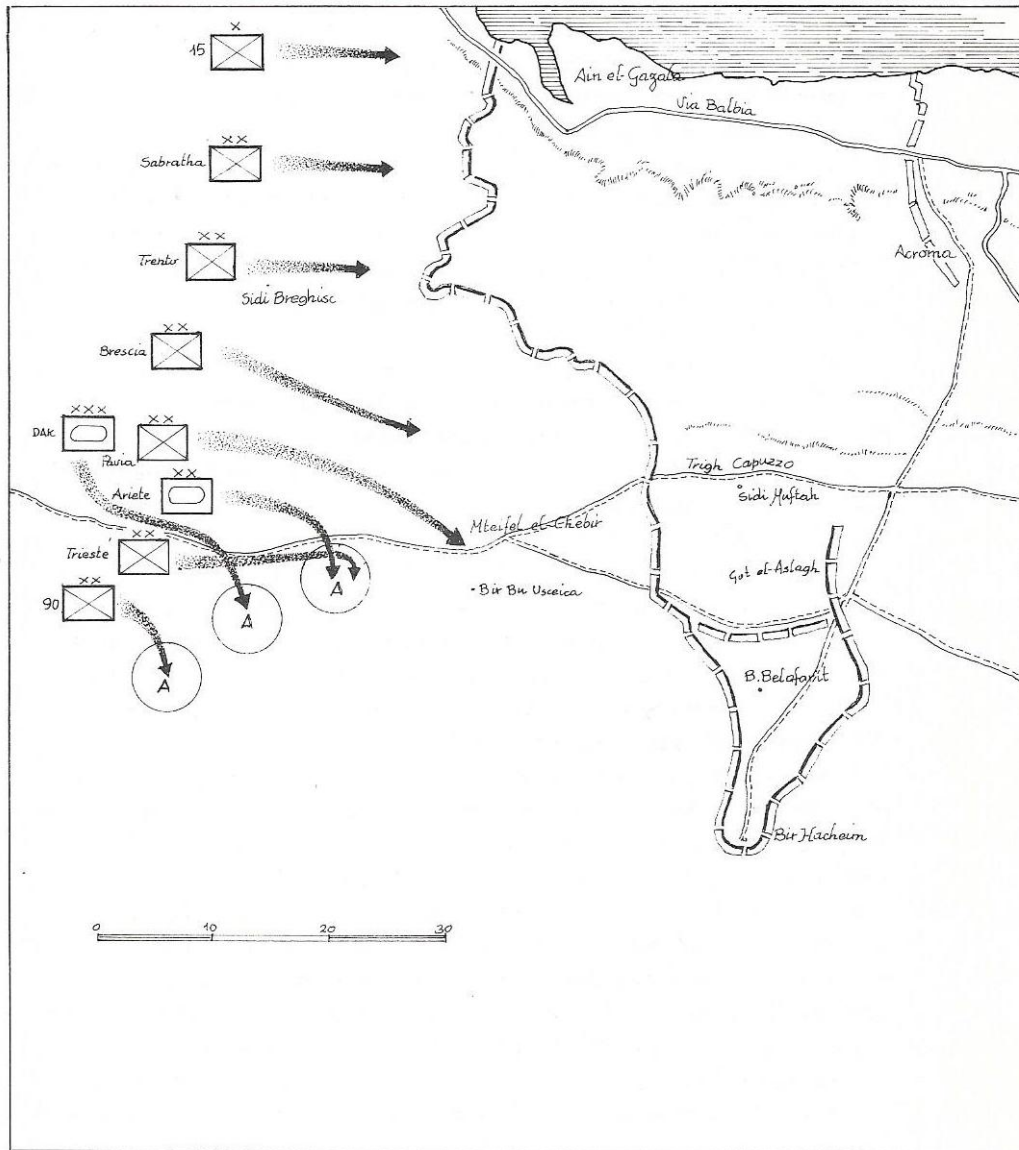 15
Ain el-Gazala
Via Balbia
Sabratha
Trento
Acroma
Sidi Breghisc
Brescia
DAK
Pavia
Trigh Capuzzo
Ariete
Sidi Muftah
Mteifel el-Chebir
Trieste
Got el-Aslagh
A
90
Bir Bu Usceica
A
A
B. Belafarit
Bir Hacheim
0 10 20 30